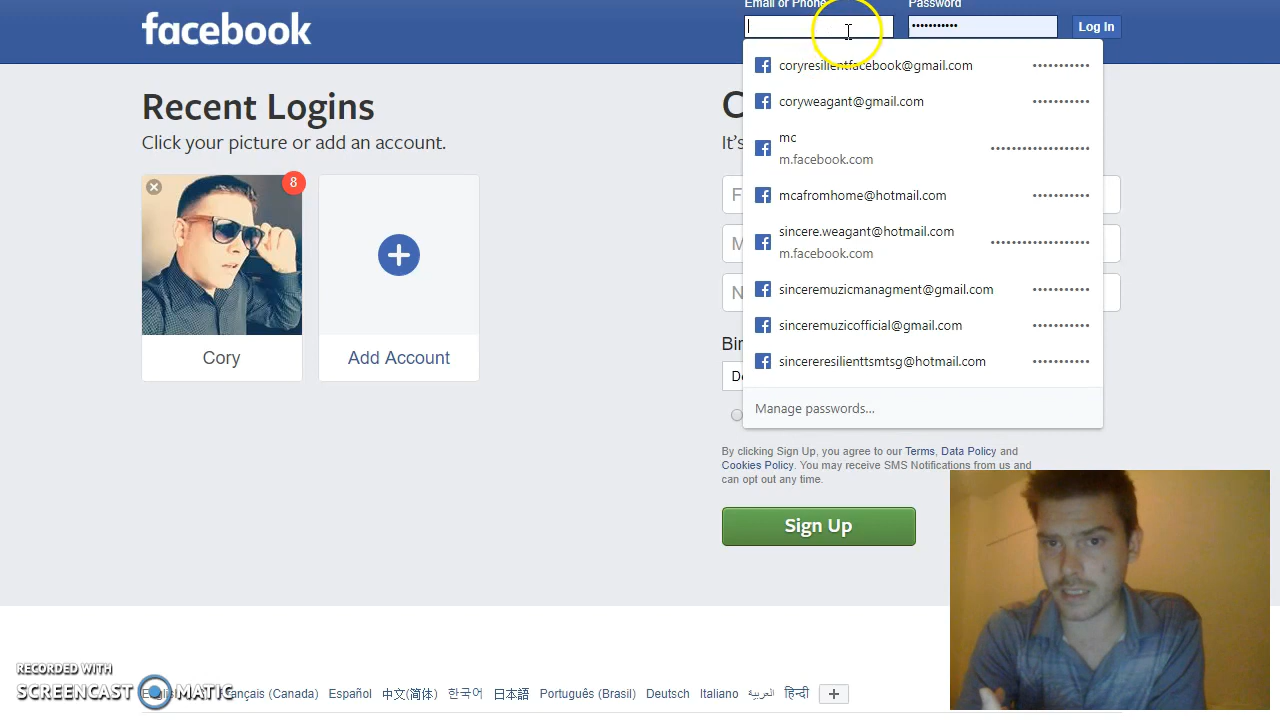 Email or Phone Password
facebook
••••••••••• Log In
Recent Logins
Click your picture or add an account.
8
Cory
Add Account
C
It's
coryresilientfacebook@gmail.com •••••••••••
coryweagant@gmail.com •••••••••••
mc
m.facebook.com •••••••••••••••••••
mcafromhome@hotmail.com •••••••••••
sincere.weagant@hotmail.com
m.facebook.com •••••••••••••••••••
sinceremuzicmanagment@gmail.com •••••••••••
sinceremuzicofficial@gmail.com •••••••••••
sincereresilienttsmtsg@hotmail.com •••••••••••
Manage passwords...
F
M
N
Bir
De
By clicking Sign Up, you agree to our Terms, Data Policy and
Cookies Policy. You may receive SMS Notifications from us and
can opt out any time.
Sign Up
RECORDED WITH
SCREENCAST MATIC
Français (Canada) Español 中文(简体) 한국어 日本語 Português (Brasil) Deutsch Italiano العربية हिन्दी